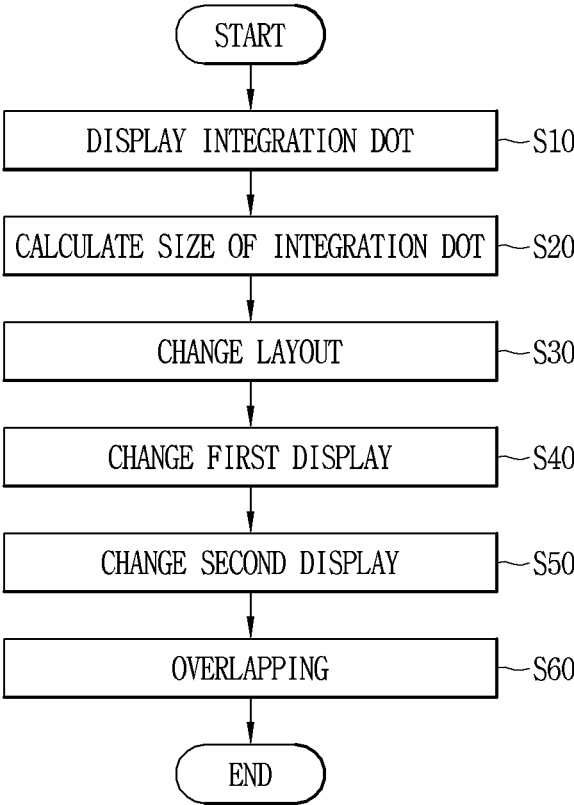 START
DISPLAY INTEGRATION DOT
S10
CALCULATE SIZE OF INTEGRATION DOT
S20
CHANGE LAYOUT
S30
CHANGE FIRST DISPLAY
S40
CHANGE SECOND DISPLAY
S50
OVERLAPPING
S60
END